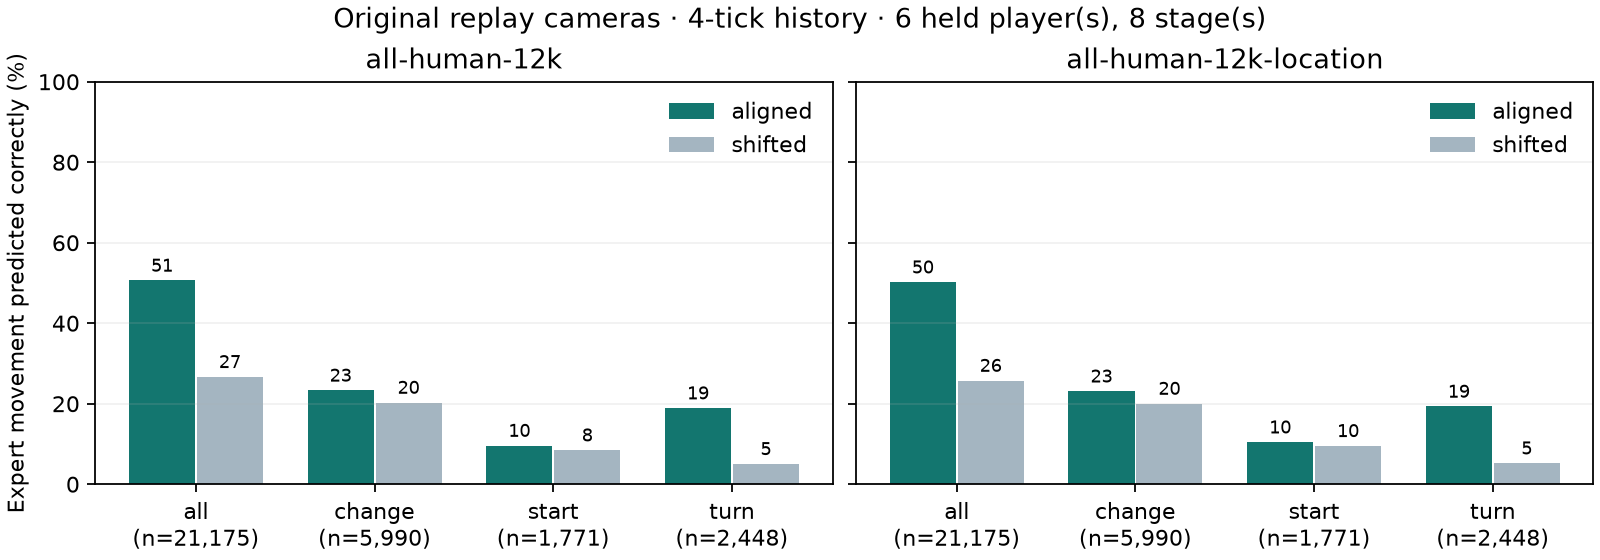 Original replay cameras · 4-tick history · 6 held player(s), 8 stage(s)
all-human-12k
all-human-12k-location
Expert movement predicted correctly (%)
100
80
60
40
20
0
aligned
shifted
51
27
23
20
10
8
19
5
all
(n=21,175)
change
(n=5,990)
start
(n=1,771)
turn
(n=2,448)
aligned
shifted
50
26
23
20
10
10
19
5
all
(n=21,175)
change
(n=5,990)
start
(n=1,771)
turn
(n=2,448)